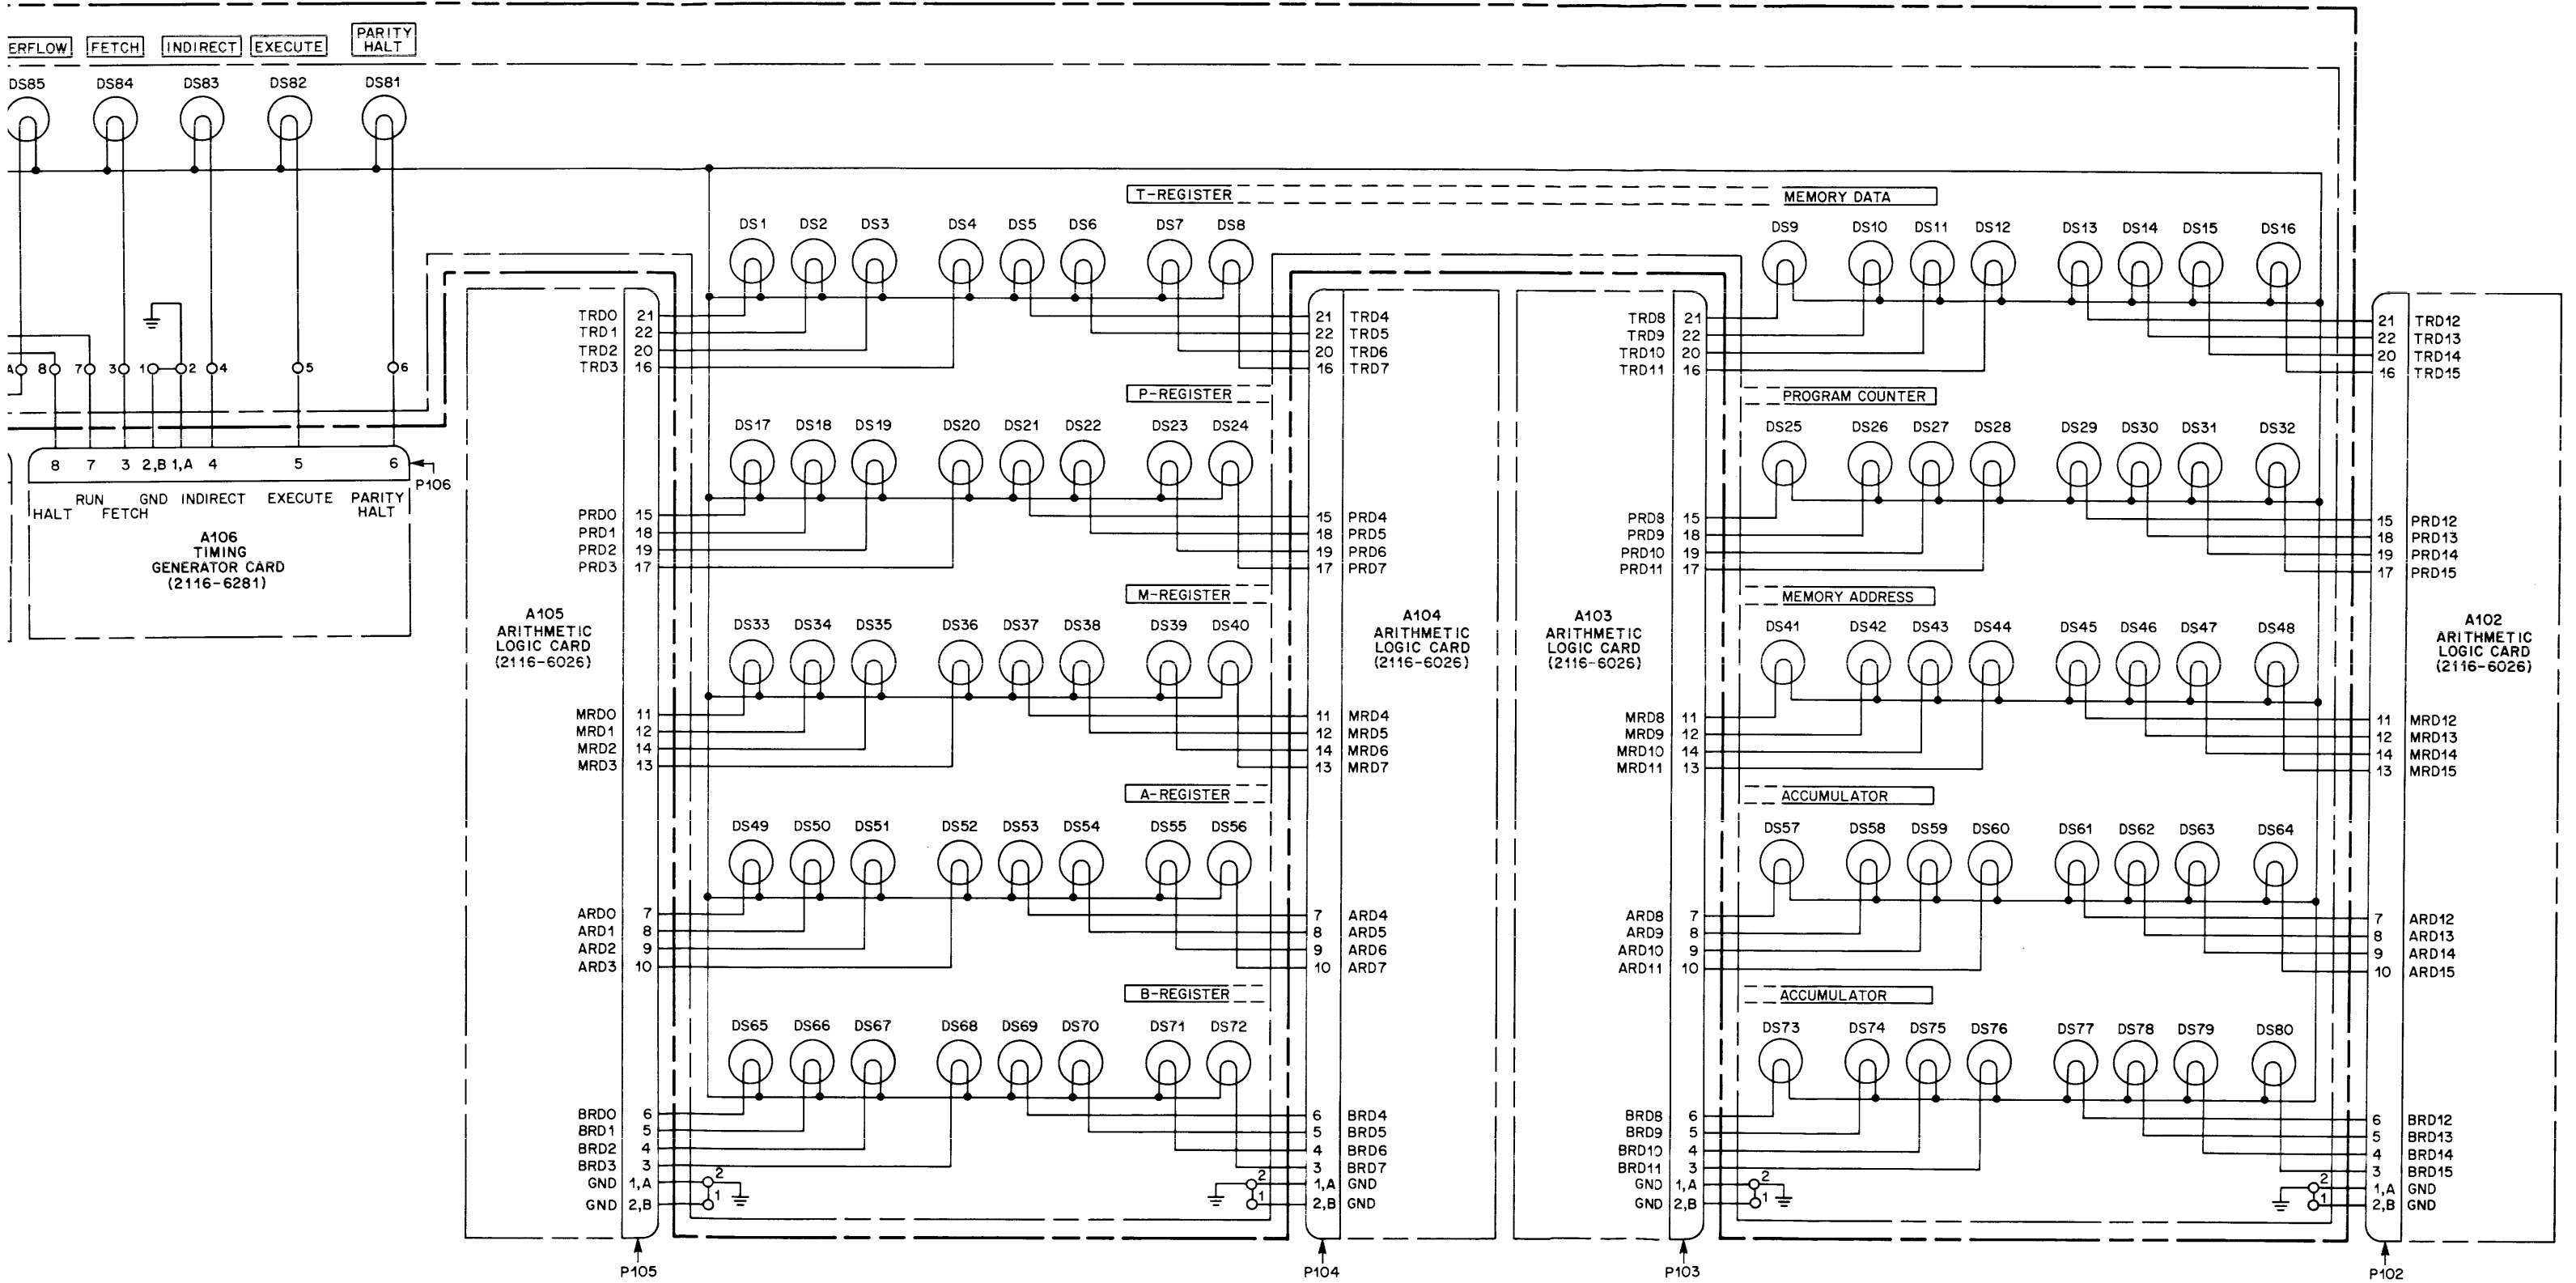 ERFLOW FETCH INDIRECT EXECUTE PARITY HALT
DS85 DS84 DS83 DS82 DS81
T-REGISTER MEMORY DATA
DS1 DS2 DS3 DS4 DS5 DS6 DS7 DS8 DS9 DS10 DS11 DS12 DS13 DS14 DS15 DS16
TRD0 21 21 TRD4 TRD8 21 21 TRD12
TRD1 22 22 TRD5 TRD9 22 22 TRD13
TRD2 20 20 TRD6 TRD10 20 20 TRD14
TRD3 16 16 TRD7 TRD11 16 16 TRD15
A 8 7 3 1 2 4 5 6
P-REGISTER PROGRAM COUNTER
DS17 DS18 DS19 DS20 DS21 DS22 DS23 DS24 DS25 DS26 DS27 DS28 DS29 DS30 DS31 DS32
8 7 3 2,B 1,A 4 5 6
P106
HALT RUN FETCH GND INDIRECT EXECUTE PARITY HALT
A106
TIMING
GENERATOR CARD
(2116-6281)
PRD0 15 15 PRD4 PRD8 15 15 PRD12
PRD1 18 18 PRD5 PRD9 18 18 PRD13
PRD2 19 19 PRD6 PRD10 19 19 PRD14
PRD3 17 17 PRD7 PRD11 17 17 PRD15
M-REGISTER MEMORY ADDRESS
A105
ARITHMETIC
LOGIC CARD
(2116-6026)
A104
ARITHMETIC
LOGIC CARD
(2116-6026)
A103
ARITHMETIC
LOGIC CARD
(2116-6026)
A102
ARITHMETIC
LOGIC CARD
(2116-6026)
DS33 DS34 DS35 DS36 DS37 DS38 DS39 DS40 DS41 DS42 DS43 DS44 DS45 DS46 DS47 DS48
MRD0 11 11 MRD4 MRD8 11 11 MRD12
MRD1 12 12 MRD5 MRD9 12 12 MRD13
MRD2 14 14 MRD6 MRD10 14 14 MRD14
MRD3 13 13 MRD7 MRD11 13 13 MRD15
A-REGISTER ACCUMULATOR
DS49 DS50 DS51 DS52 DS53 DS54 DS55 DS56 DS57 DS58 DS59 DS60 DS61 DS62 DS63 DS64
ARD0 7 7 ARD4 ARD8 7 7 ARD12
ARD1 8 8 ARD5 ARD9 8 8 ARD13
ARD2 9 9 ARD6 ARD10 9 9 ARD14
ARD3 10 10 ARD7 ARD11 10 10 ARD15
B-REGISTER ACCUMULATOR
DS65 DS66 DS67 DS68 DS69 DS70 DS71 DS72 DS73 DS74 DS75 DS76 DS77 DS78 DS79 DS80
BRD0 6 6 BRD4 BRD8 6 6 BRD12
BRD1 5 5 BRD5 BRD9 5 5 BRD13
BRD2 4 4 BRD6 BRD10 4 4 BRD14
BRD3 3 3 BRD7 BRD11 3 3 BRD15
GND 1,A 2 2 1,A GND GND 1,A 2 2 1,A GND
GND 2,B 1 1 2,B GND GND 2,B 1 1 2,B GND
P105 P104 P103 P102